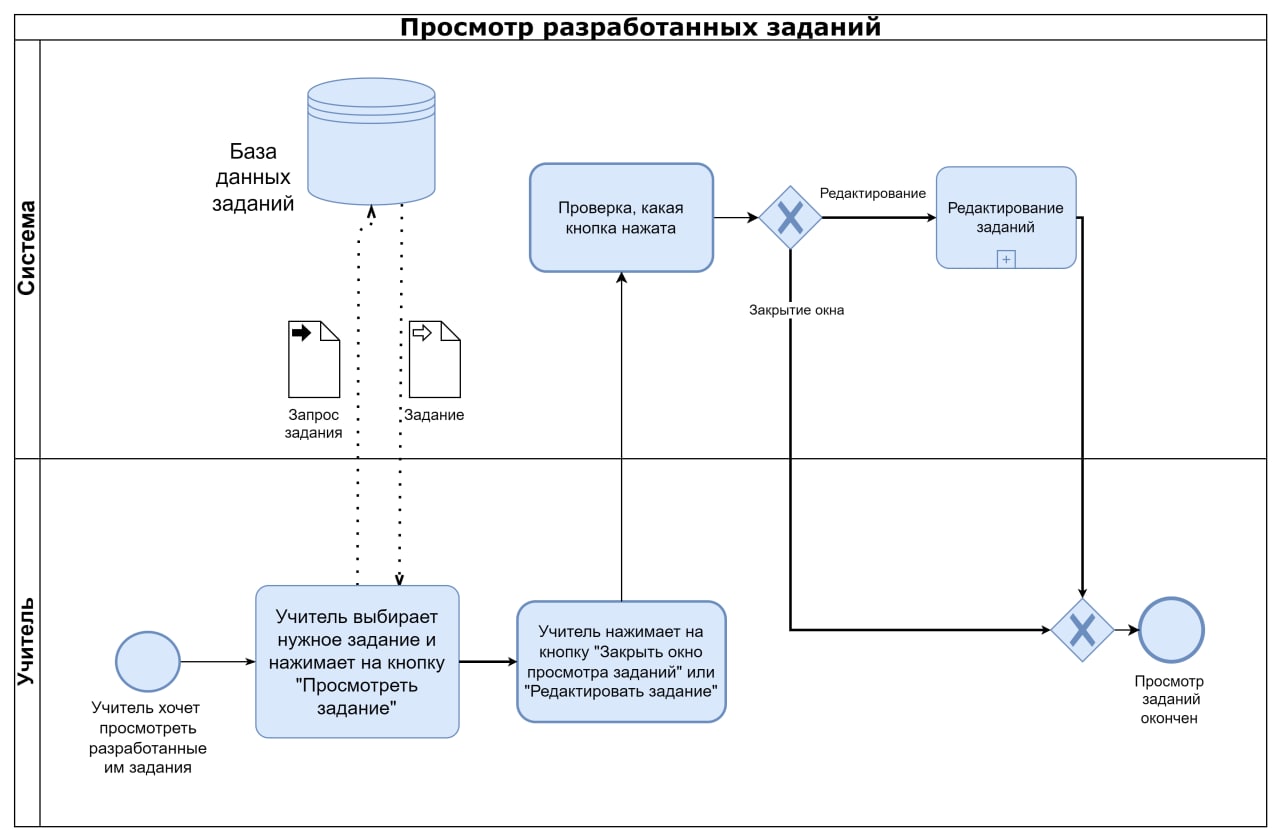 Просмотр разработанных заданий
Система
База
данных
заданий
Проверка, какая
кнопка нажата
Редактирование
Редактирование
заданий
Закрытие окна
Запрос
задания
Задание
Учитель
Учитель хочет
просмотреть
разработанные
им задания
Учитель выбирает
нужное задание и
нажимает на кнопку
"Просмотреть
задание"
Учитель нажимает на
кнопку "Закрыть окно
просмотра заданий" или
"Редактировать задание"
Просмотр
заданий
окончен